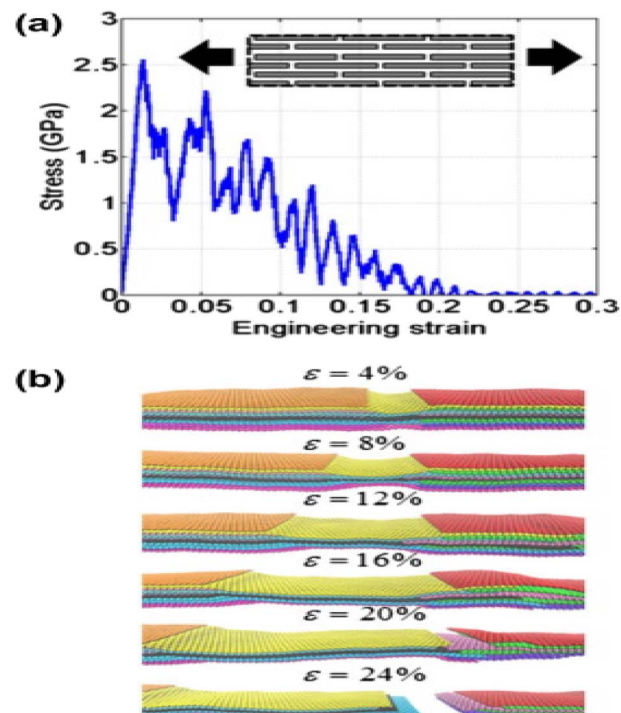 (a)
3
2.5
2
1.5
1
0.5
0
Stress (GPa)
0 0.05 0.1 0.15 0.2 0.25 0.3
Engineering strain
(b)
ε = 4%
ε = 8%
ε = 12%
ε = 16%
ε = 20%
ε = 24%